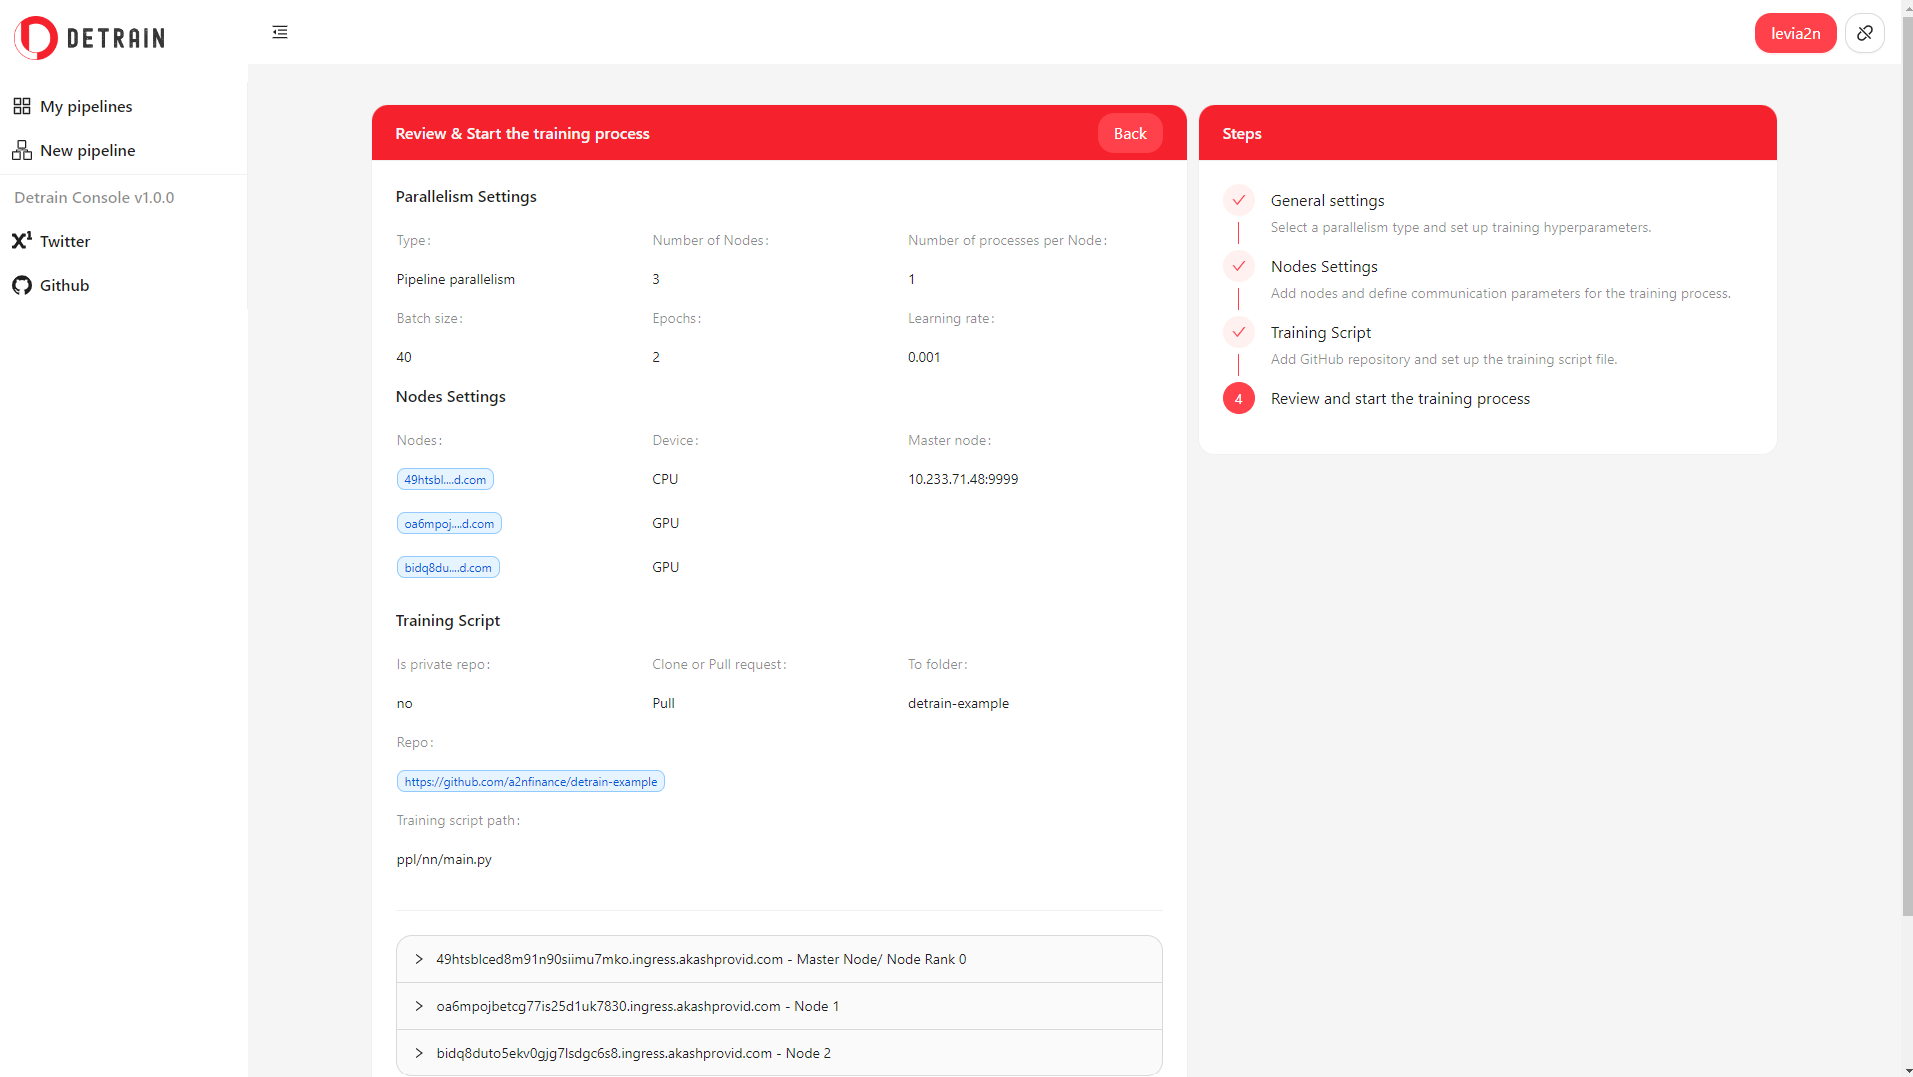 DETRAIN
levia2n
My pipelines
New pipeline
Detrain Console v1.0.0
X¹ Twitter
Github
Review & Start the training process
Back
Parallelism Settings
Type: Number of Nodes: Number of processes per Node:
Pipeline parallelism 3 1
Batch size: Epochs: Learning rate:
40 2 0.001
Nodes Settings
Nodes: Device: Master node:
49htsbl....d.com CPU 10.233.71.48:9999
oa6mpoj....d.com GPU
bidq8du....d.com GPU
Training Script
Is private repo: Clone or Pull request: To folder:
no Pull detrain-example
Repo:
https://github.com/a2nfinance/detrain-example
Training script path:
ppl/nn/main.py
49htsblced8m91n90siimu7mko.ingress.akashprovid.com - Master Node/ Node Rank 0
oa6mpojbetcg77is25d1uk7830.ingress.akashprovid.com - Node 1
bidq8duto5ekv0gjg7lsdgc6s8.ingress.akashprovid.com - Node 2
Steps
General settings
Select a parallelism type and set up training hyperparameters.
Nodes Settings
Add nodes and define communication parameters for the training process.
Training Script
Add GitHub repository and set up the training script file.
4 Review and start the training process